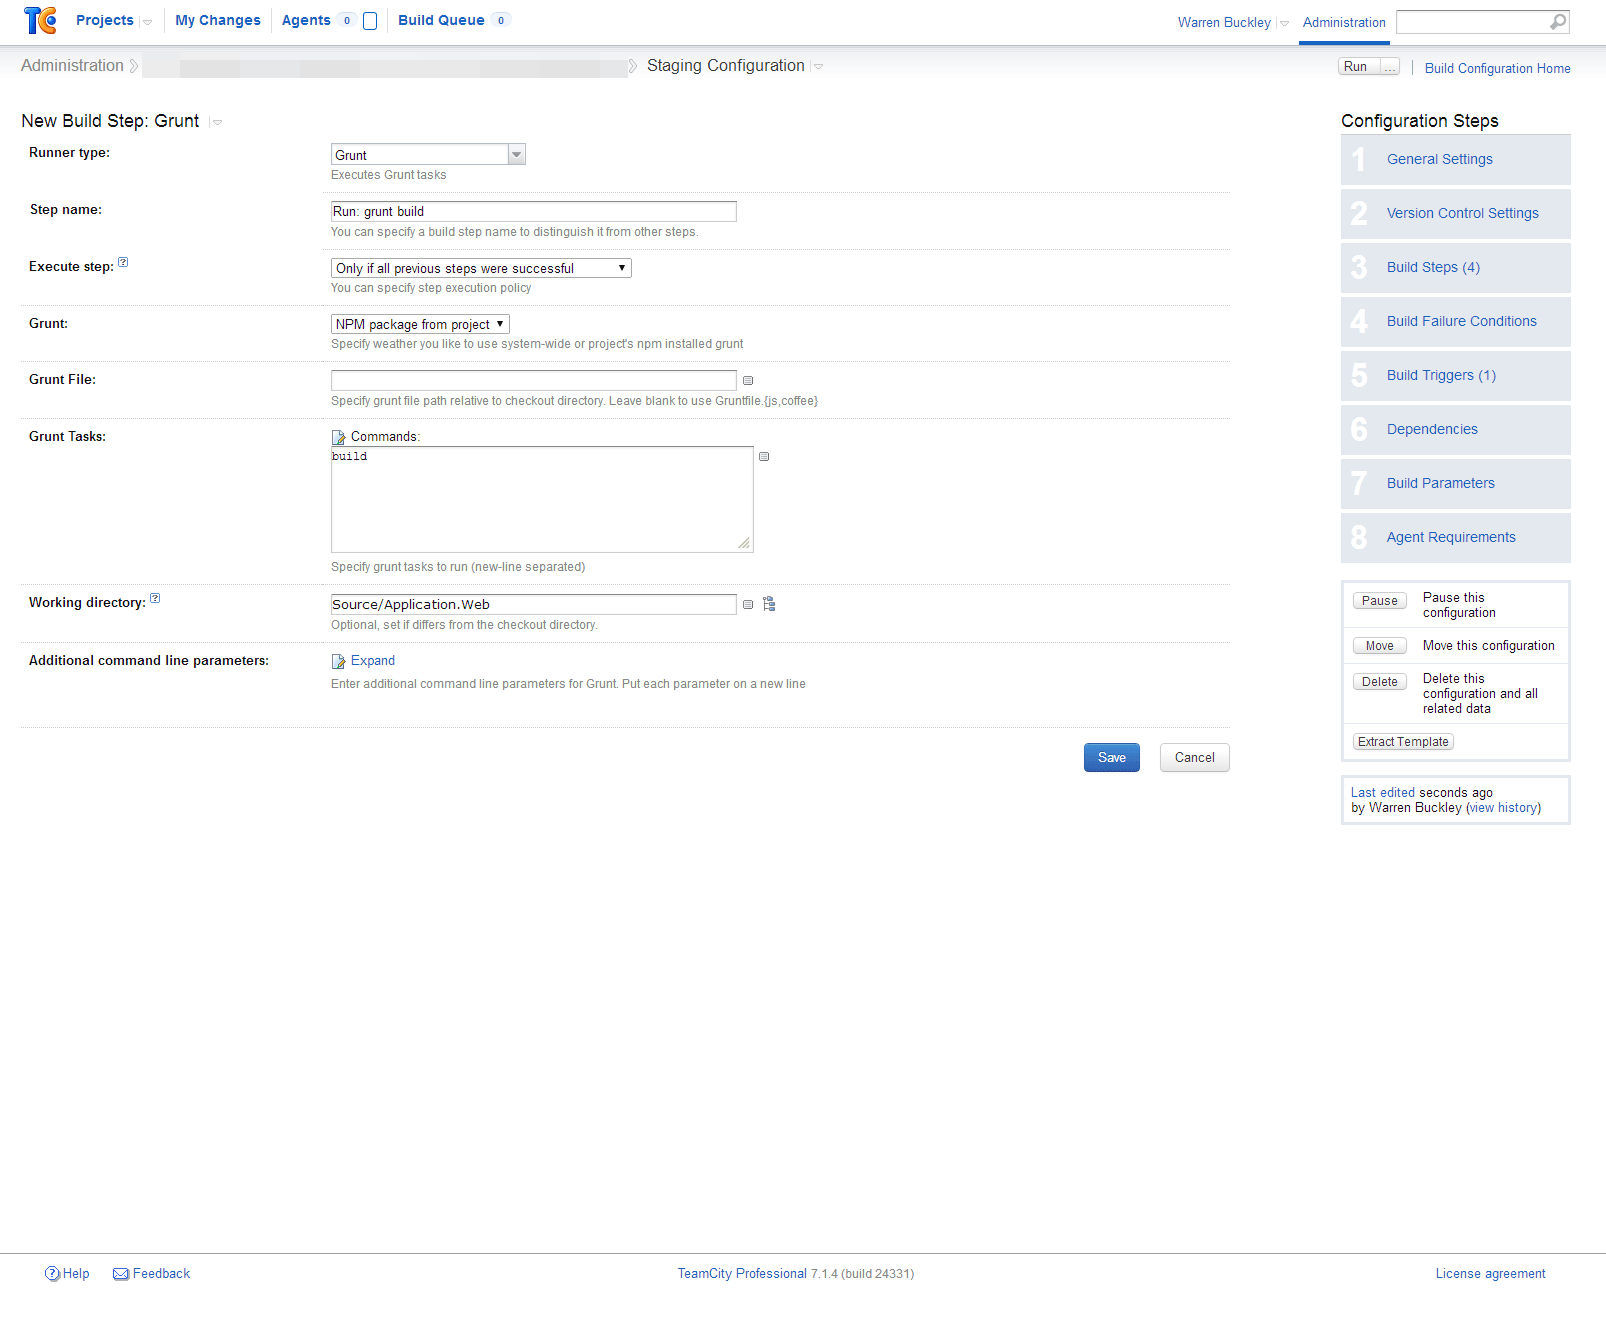 TC Projects My Changes Agents 0 Build Queue 0 Warren Buckley Administration
Administration Staging Configuration Run ... Build Configuration Home
New Build Step: Grunt
Runner type: Grunt
Executes Grunt tasks
Step name: Run: grunt build
You can specify a build step name to distinguish it from other steps.
Execute step: ? Only if all previous steps were successful
You can specify step execution policy
Grunt: NPM package from project
Specify weather you like to use system-wide or project's npm installed grunt
Grunt File:
Specify grunt file path relative to checkout directory. Leave blank to use Gruntfile.{js,coffee}
Grunt Tasks: Commands:
build
Specify grunt tasks to run (new-line separated)
Working directory: ? Source/Application.Web
Optional, set if differs from the checkout directory.
Additional command line parameters: Expand
Enter additional command line parameters for Grunt. Put each parameter on a new line
Save Cancel
Configuration Steps
1 General Settings
2 Version Control Settings
3 Build Steps (4)
4 Build Failure Conditions
5 Build Triggers (1)
6 Dependencies
7 Build Parameters
8 Agent Requirements
Pause Pause this
configuration
Move Move this configuration
Delete Delete this
configuration and all
related data
Extract Template
Last edited seconds ago
by Warren Buckley (view history)
? Help Feedback TeamCity Professional 7.1.4 (build 24331) License agreement